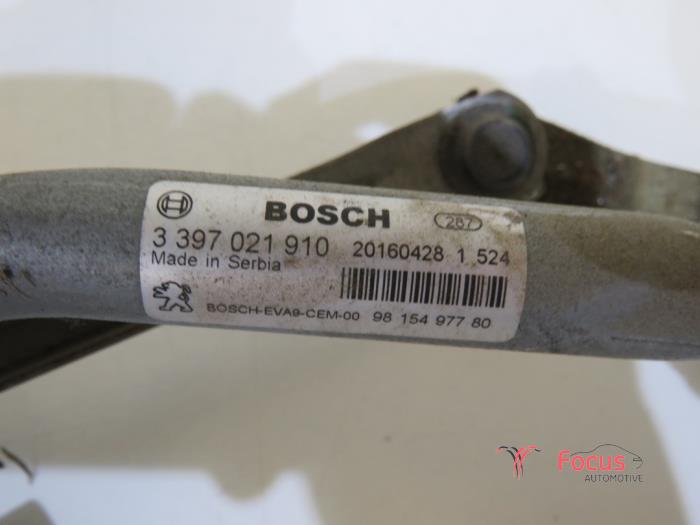 BOSCH 287
3 397 021 910 20160428 1 524
Made in Serbia
BOSCH-EVA9-CEM-00 98 154 977 80
Focus
AUTOMOTIVE